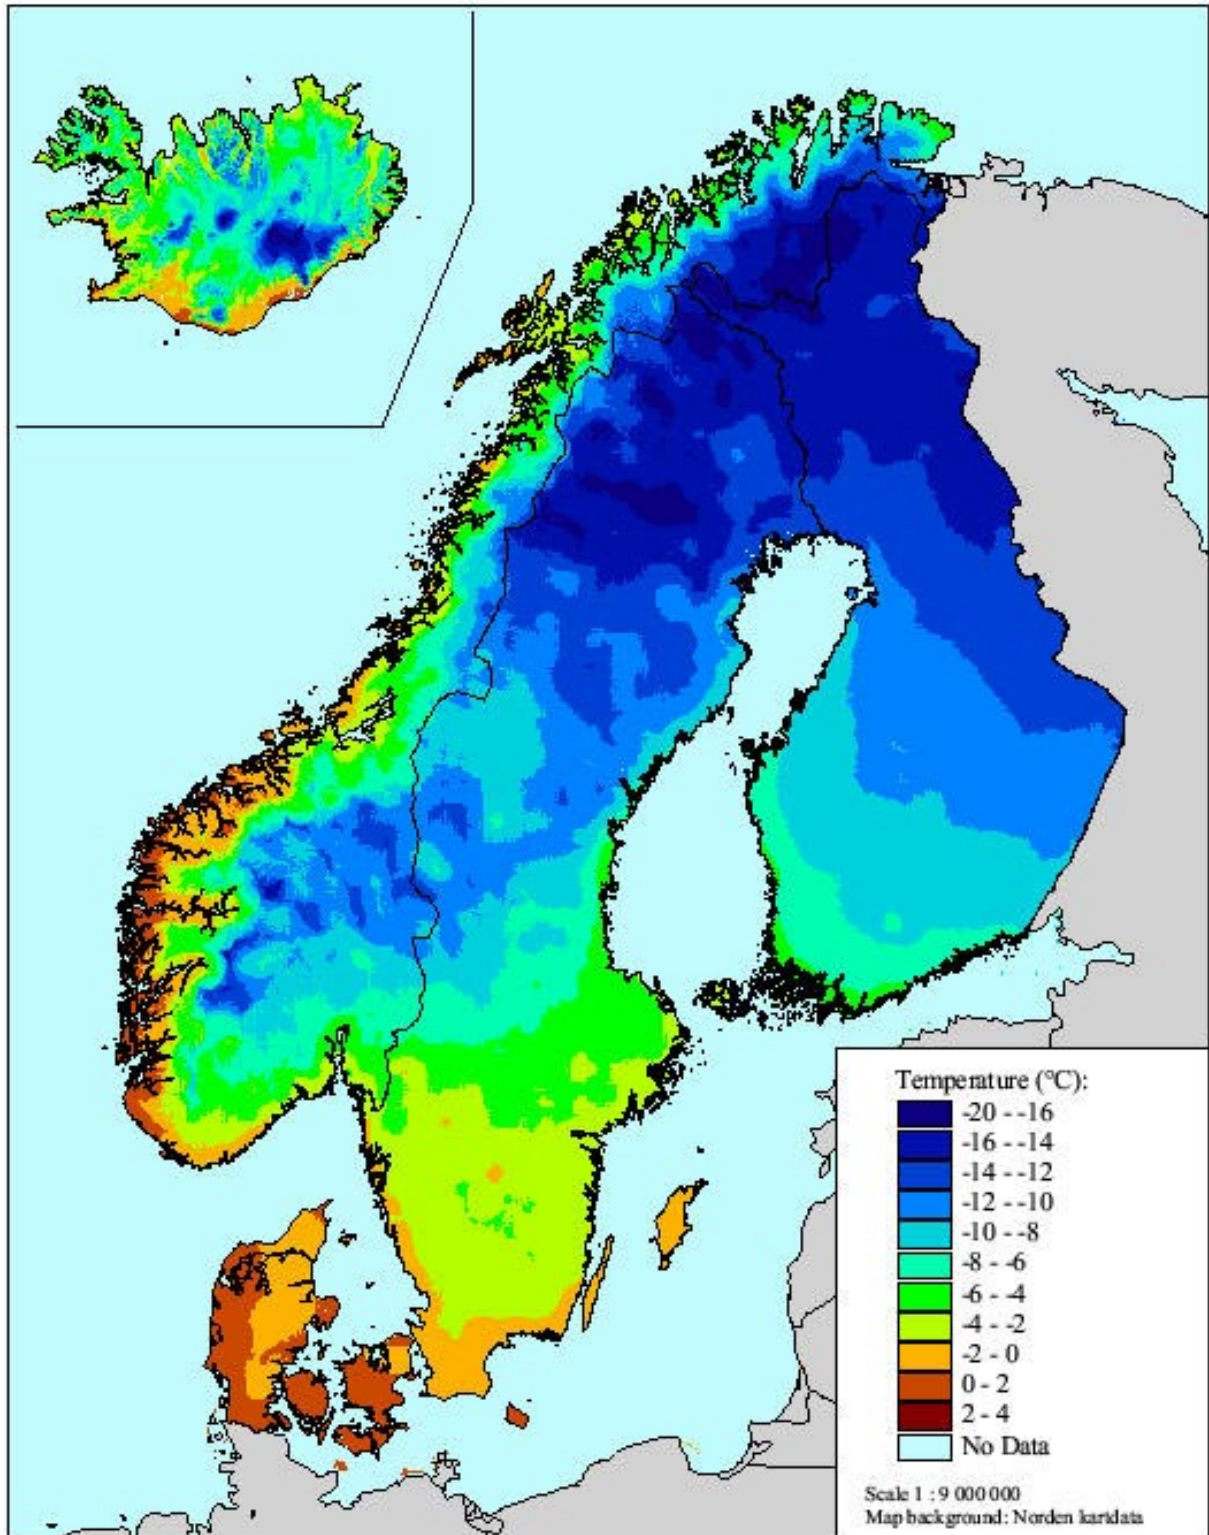 Temperature (°C):
-20 - -16
-16 - -14
-14 - -12
-12 - -10
-10 - -8
-8 - -6
-6 - -4
-4 - -2
-2 - 0
0 - 2
2 - 4
No Data
Scale 1 : 9 000 000
Map background: Norden kartdata